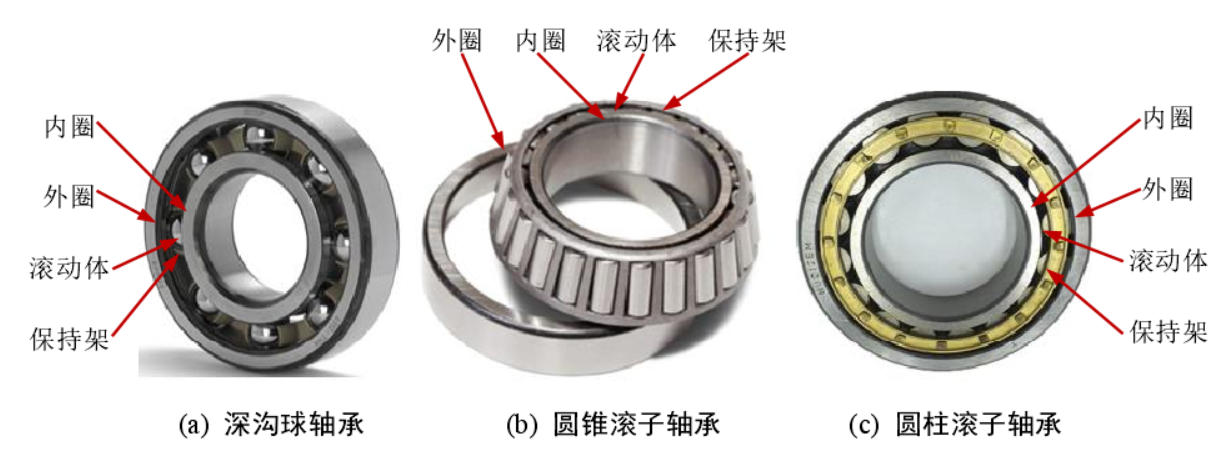 外圈 内圈 滚动体 保持架
内圈
外圈
滚动体
保持架
内圈
外圈
滚动体
保持架
(a) 深沟球轴承
(b) 圆锥滚子轴承
(c) 圆柱滚子轴承